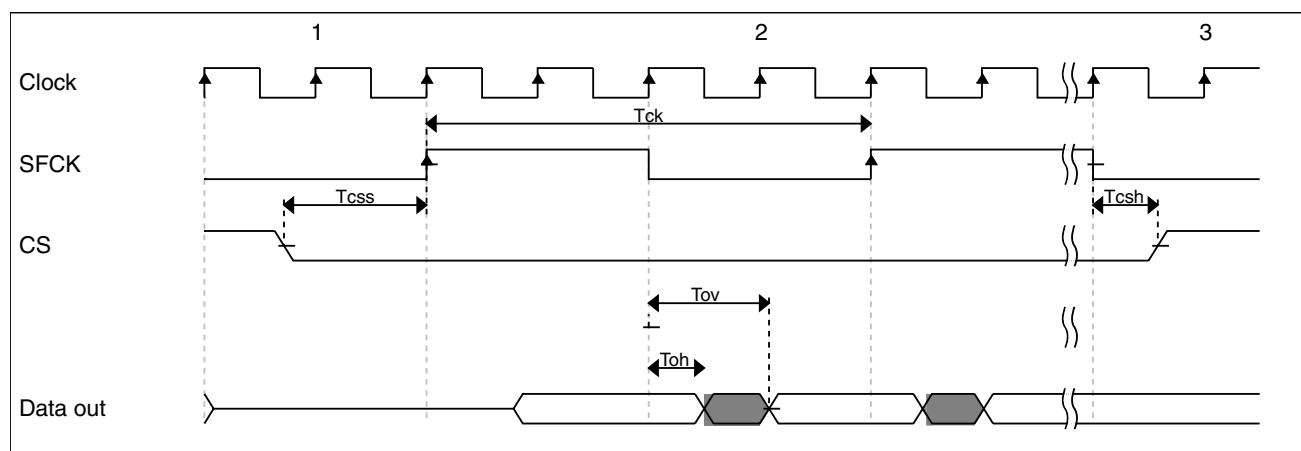 1 2 3
Clock
Tck
SFCK
Tcss Tcsh
CS
Tov
Toh
Data out